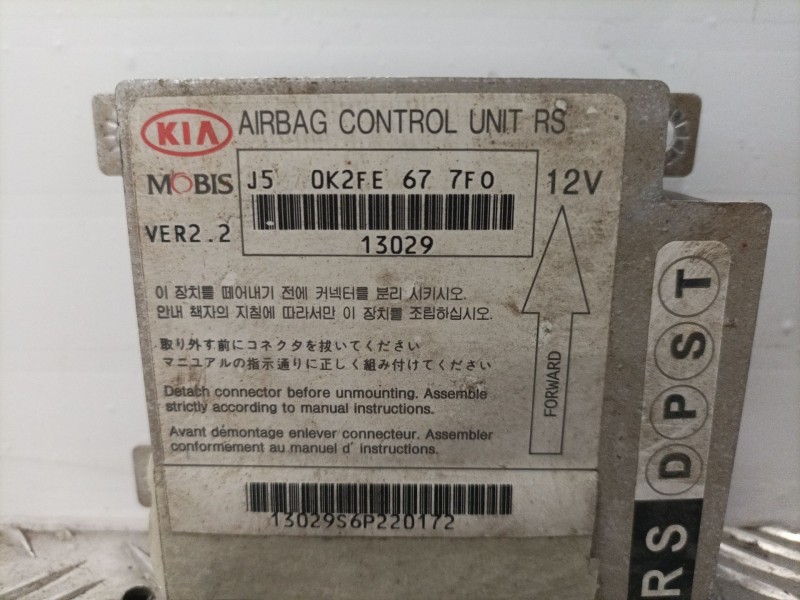 KIA AIRBAG CONTROL UNIT RS
MOBIS J5 0K2FE 67 7F0 12V
VER2.2
13029
이 장치를 떼어내기 전에 커넥터를 분리 시키시오.
안내 책자의 지침에 따라서만 이 장치를 조립하십시오.
取り外す前にコネクタを抜いてください
マニュアルの指示通りに正しく組み付けてください
Detach connector before unmounting. Assemble
strictly according to manual instructions.
Avant démontage enlever connecteur. Assembler
conformement au manuel d' instructions.
FORWARD
13029S6P220172
RS D P S T